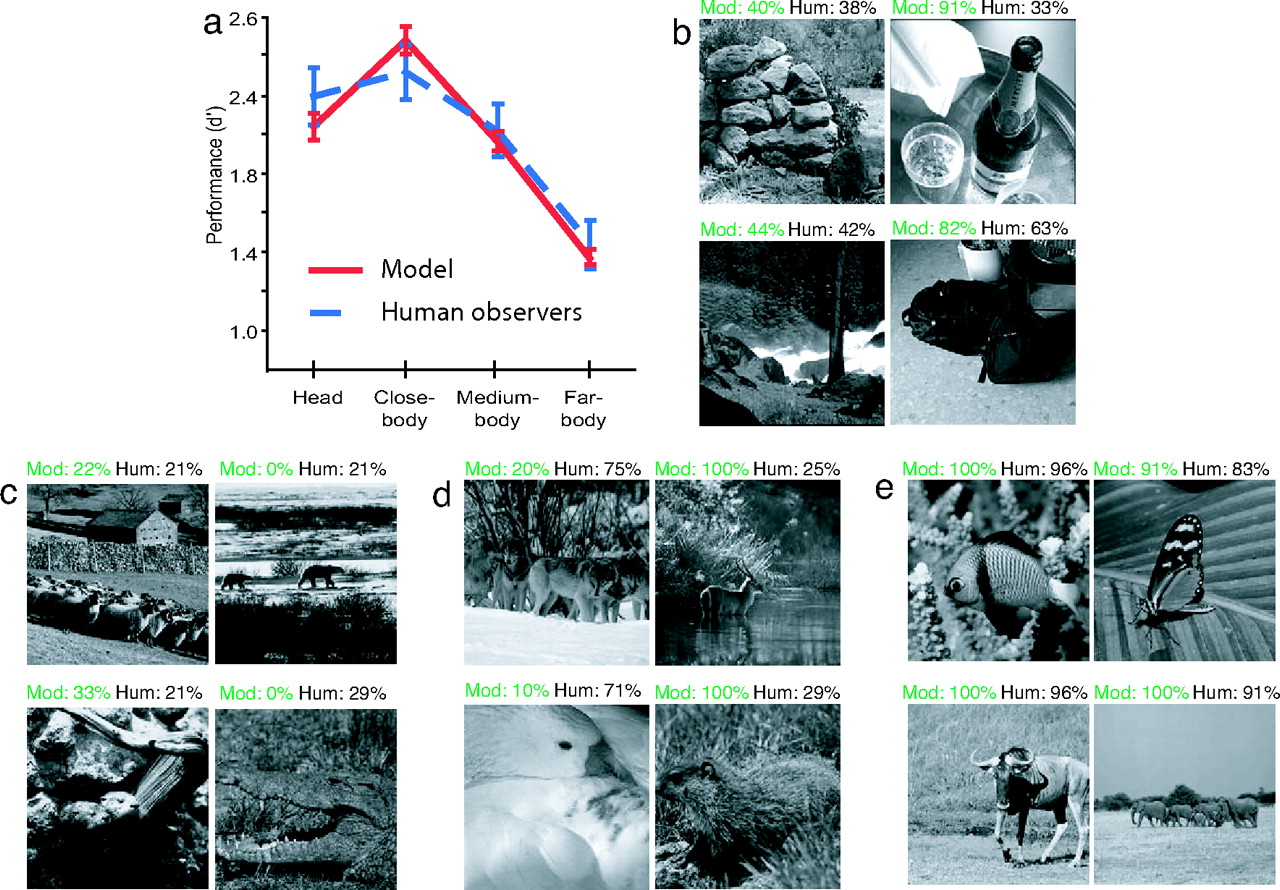 a
2.6
2.4
1.8
1.4
1.0
Performance (d')
Model
Human observers
Head
Close-
body
Medium-
body
Far-
body
b
Mod: 40% Hum: 38%
Mod: 91% Hum: 33%
Mod: 44% Hum: 42%
Mod: 82% Hum: 63%
c
Mod: 22% Hum: 21%
Mod: 0% Hum: 21%
Mod: 33% Hum: 21%
Mod: 0% Hum: 29%
d
Mod: 20% Hum: 75%
Mod: 100% Hum: 25%
Mod: 10% Hum: 71%
Mod: 100% Hum: 29%
e
Mod: 100% Hum: 96%
Mod: 91% Hum: 83%
Mod: 100% Hum: 96%
Mod: 100% Hum: 91%